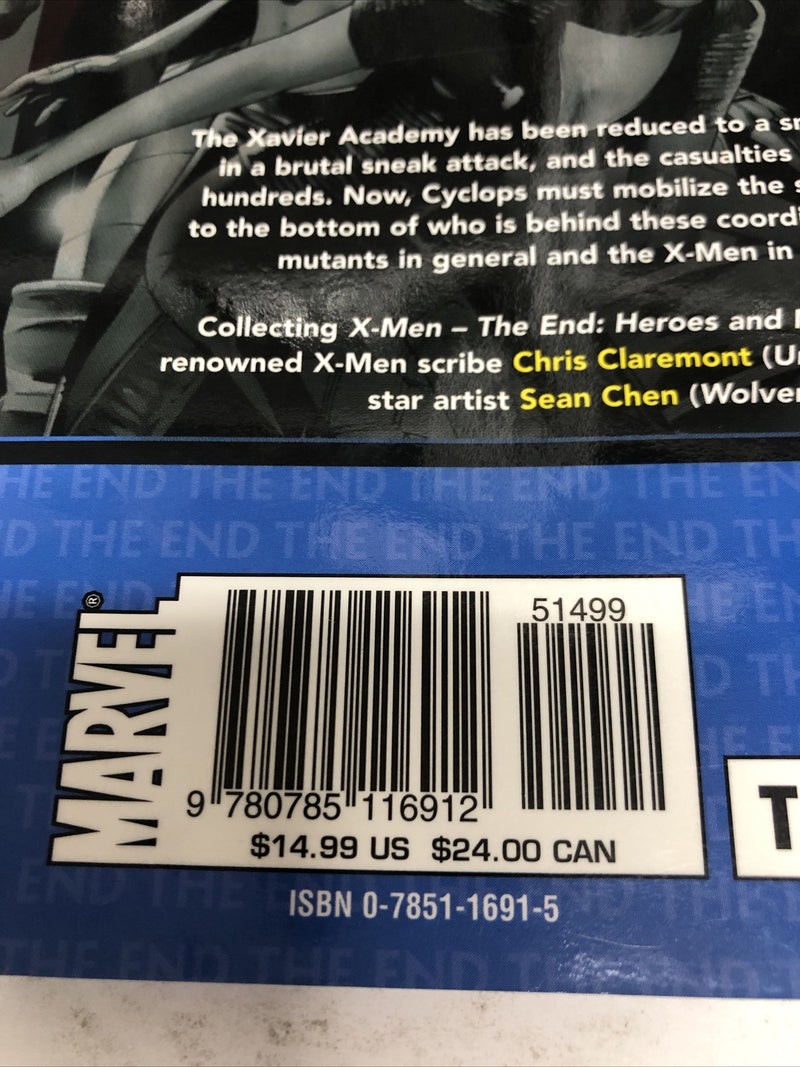 The Xavier Academy has been reduced to a
in a brutal sneak attack, and the casualties
hundreds. Now, Cyclops must mobilize the
to the bottom of who is behind these
mutants in general and the X-Men in
Collecting X-Men – The End: Heroes and
renowned X-Men scribe Chris Claremont
star artist Sean Chen
THE END THE END THE END
THE END THE END THE END
MARVEL®
51499
9 780785 116912
$14.99 US $24.00 CAN
ISBN 0-7851-1691-5
THE END THE END